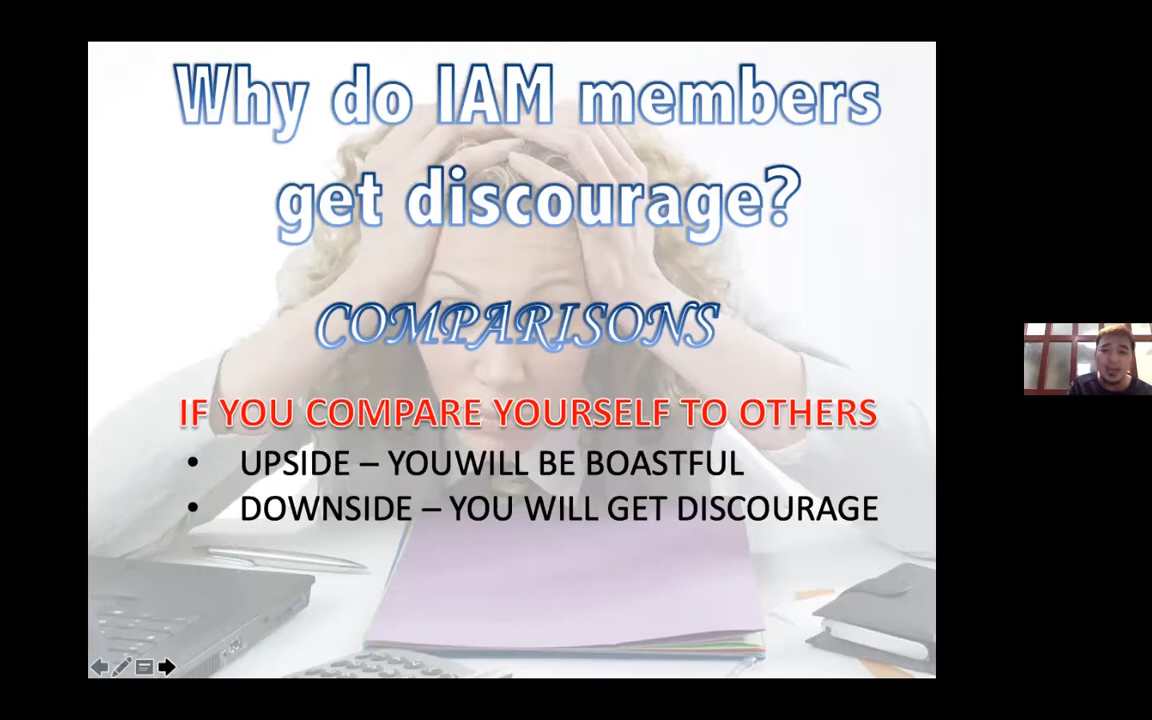 Why do IAM members
get discourage?
COMPARISONS
IF YOU COMPARE YOURSELF TO OTHERS
• UPSIDE – YOUWILL BE BOASTFUL
• DOWNSIDE – YOU WILL GET DISCOURAGE